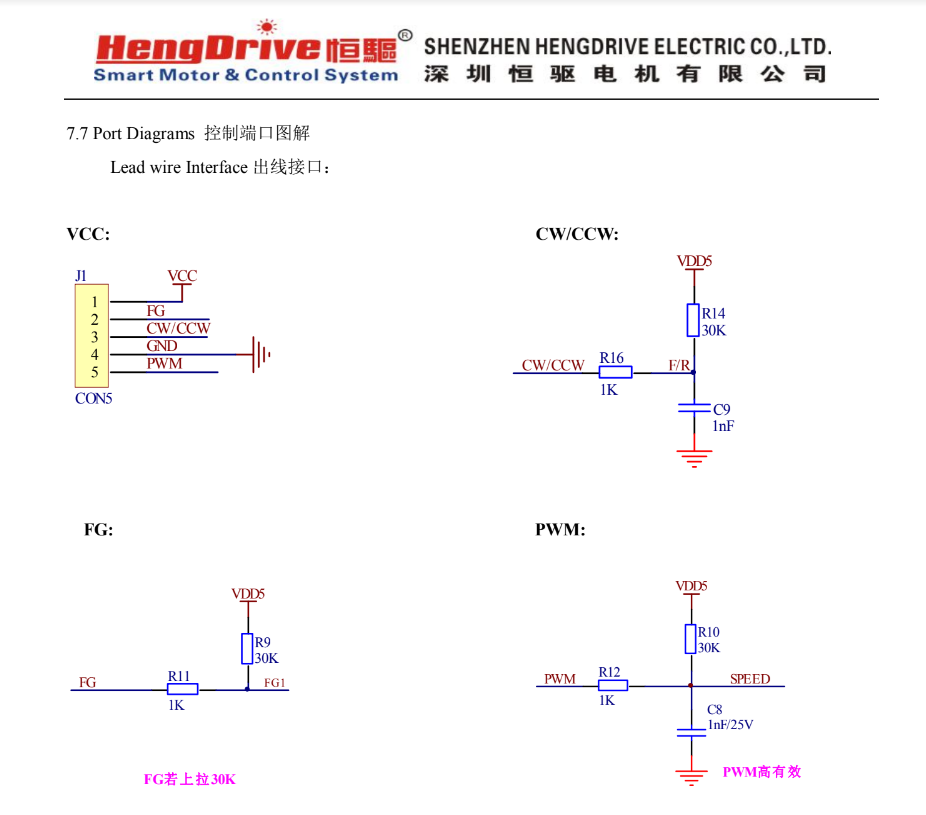 HengDrive恒驅® SHENZHEN HENGDRIVE ELECTRIC CO.,LTD.
Smart Motor & Control System 深圳恒驱电机有限公司
7.7 Port Diagrams 控制端口图解
Lead wire Interface 出线接口：
VCC:
J1
VCC
1
2 FG
3 CW/CCW
4 GND
5 PWM
CON5
CW/CCW:
VDD5
R14
30K
CW/CCW R16 F/R
1K
C9
1nF
FG:
VDD5
R9
30K
FG R11 FG1
1K
FG若上拉30K
PWM:
VDD5
R10
30K
PWM R12 SPEED
1K
C8
1nF/25V
PWM高有效